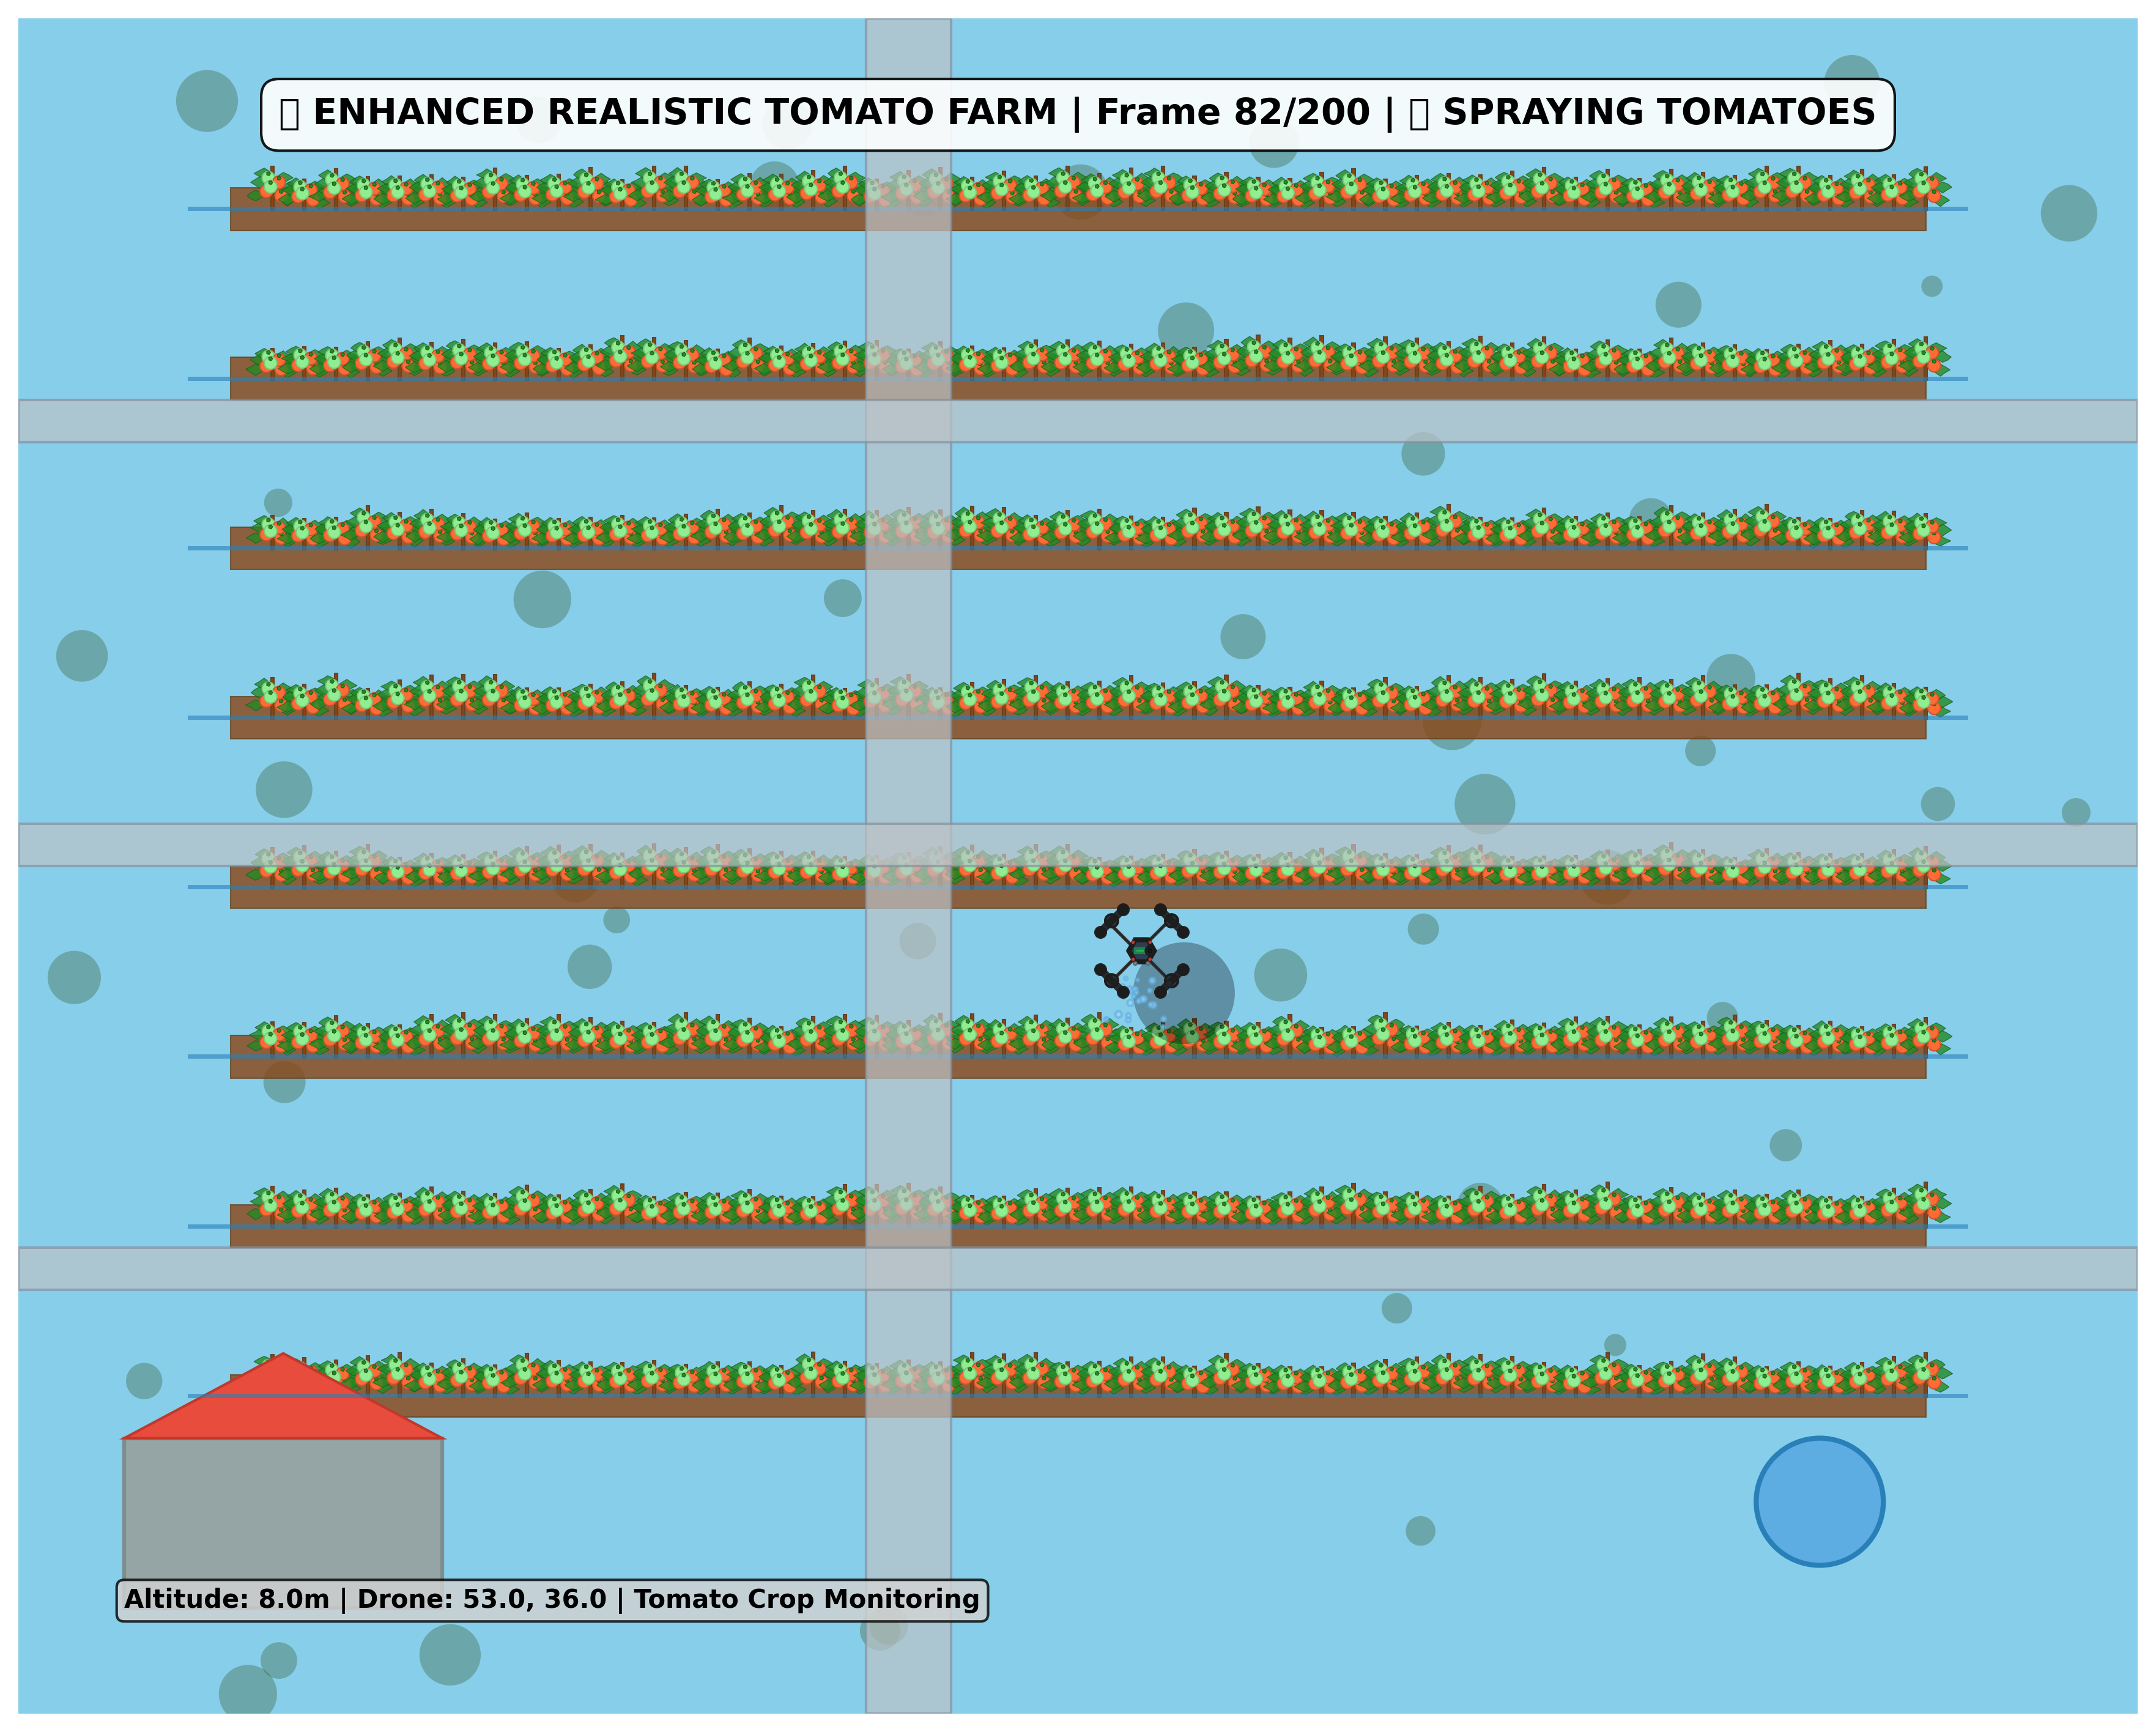 ▯ ENHANCED REALISTIC TOMATO FARM | Frame 82/200 | ▯ SPRAYING TOMATOES
Altitude: 8.0m | Drone: 53.0, 36.0 | Tomato Crop Monitoring